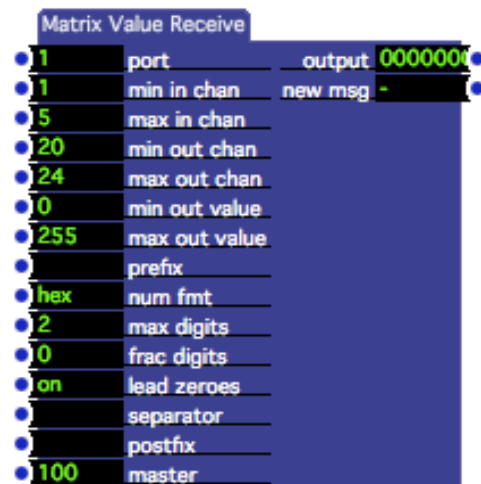 Matrix Value Receive
1 port output 0000000
1 min in chan new msg -
5 max in chan
20 min out chan
24 max out chan
0 min out value
255 max out value
prefix
hex num fmt
2 max digits
0 frac digits
on lead zeroes
separator
postfix
100 master